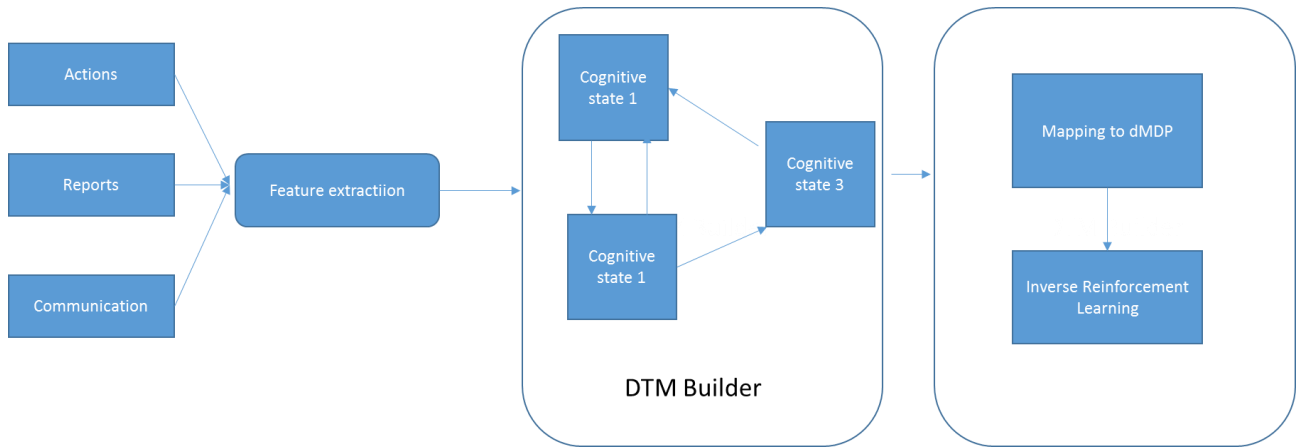 Actions
Reports
Communication
Feature extractiion
Cognitive
state 1
Cognitive
state 3
Cognitive
state 1
DTM Builder
Mapping to dMDP
Inverse Reinforcement
Learning